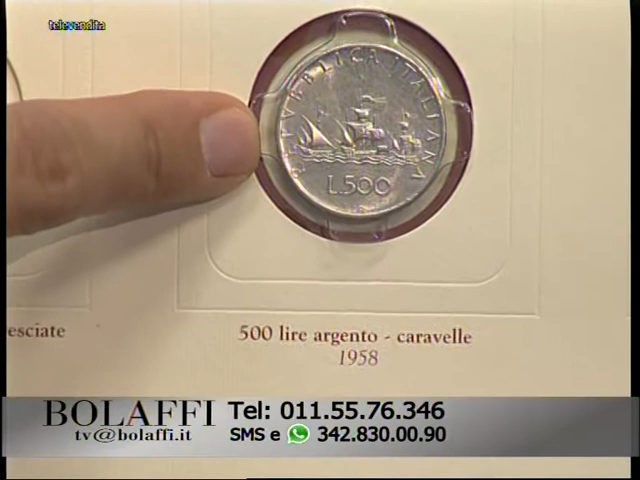 televendita
REPVBBLICA ITALIANA
L.500
esciate
500 lire argento - caravelle
1958
BOLAFFI
tv@bolaffi.it
Tel: 011.55.76.346
SMS e 342.830.00.90